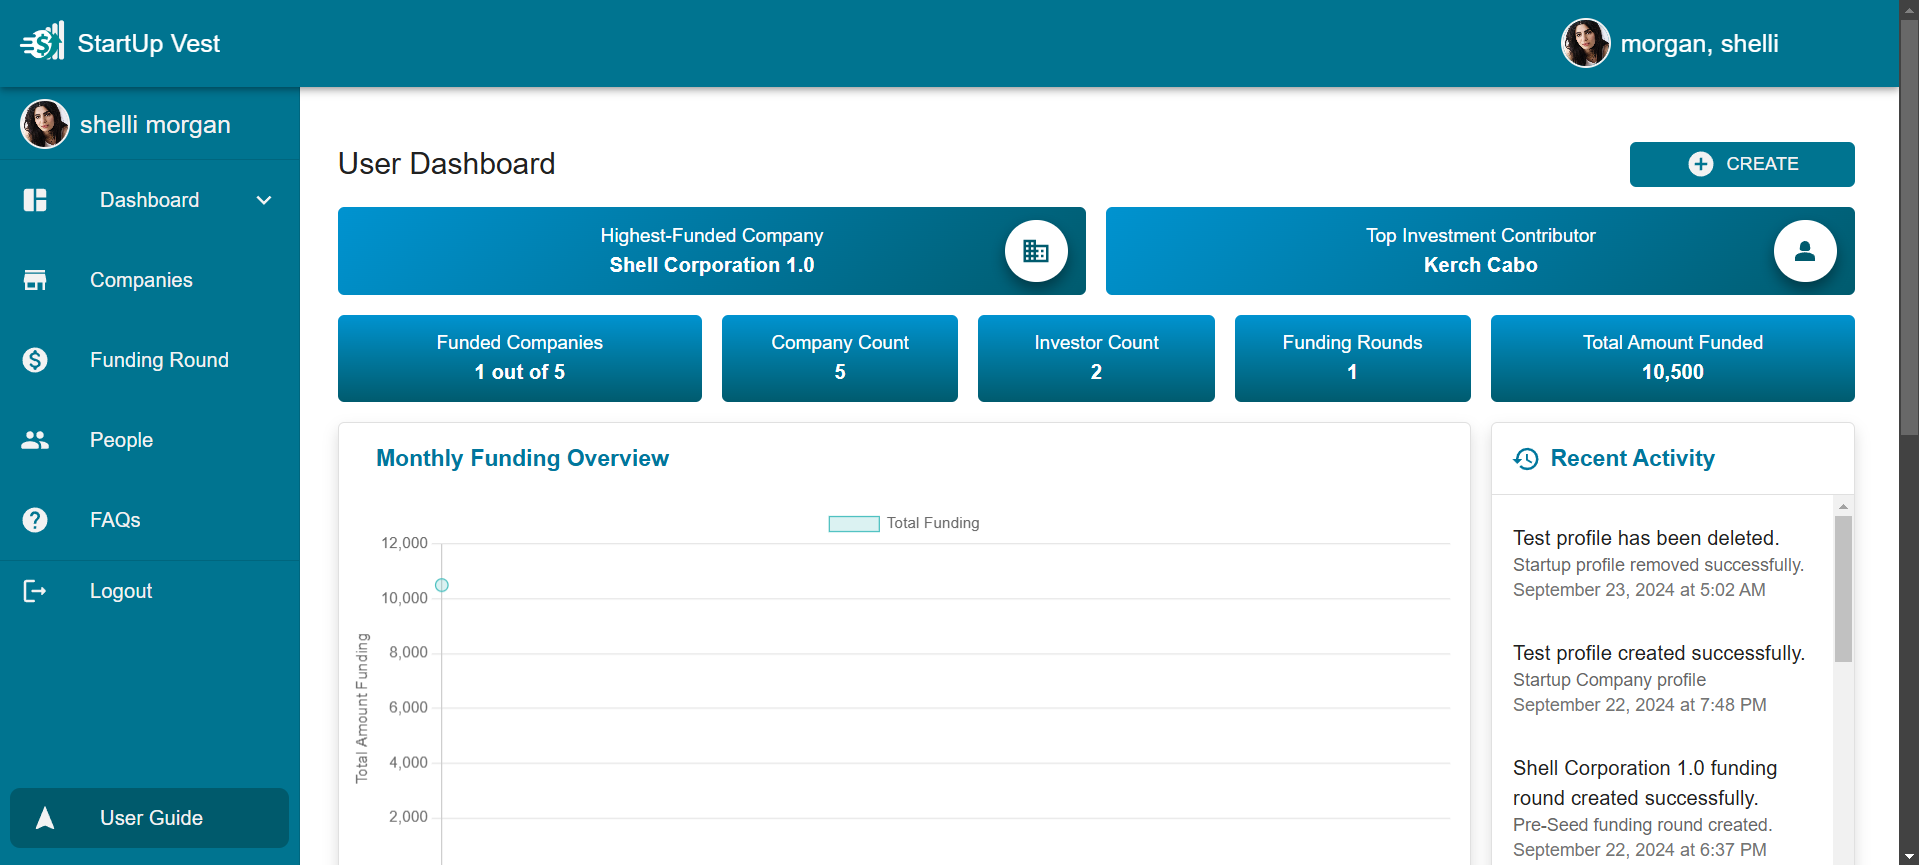 StartUp Vest
morgan, shelli
shelli morgan
Dashboard
Companies
Funding Round
People
FAQs
Logout
User Guide
User Dashboard
CREATE
Highest-Funded Company
Shell Corporation 1.0
Top Investment Contributor
Kerch Cabo
Funded Companies
1 out of 5
Company Count
5
Investor Count
2
Funding Rounds
1
Total Amount Funded
10,500
Monthly Funding Overview
Total Funding
12,000
10,000
8,000
6,000
4,000
2,000
Total Amount Funding
Recent Activity
Test profile has been deleted.
Startup profile removed successfully.
September 23, 2024 at 5:02 AM
Test profile created successfully.
Startup Company profile
September 22, 2024 at 7:48 PM
Shell Corporation 1.0 funding
round created successfully.
Pre-Seed funding round created.
September 22, 2024 at 6:37 PM